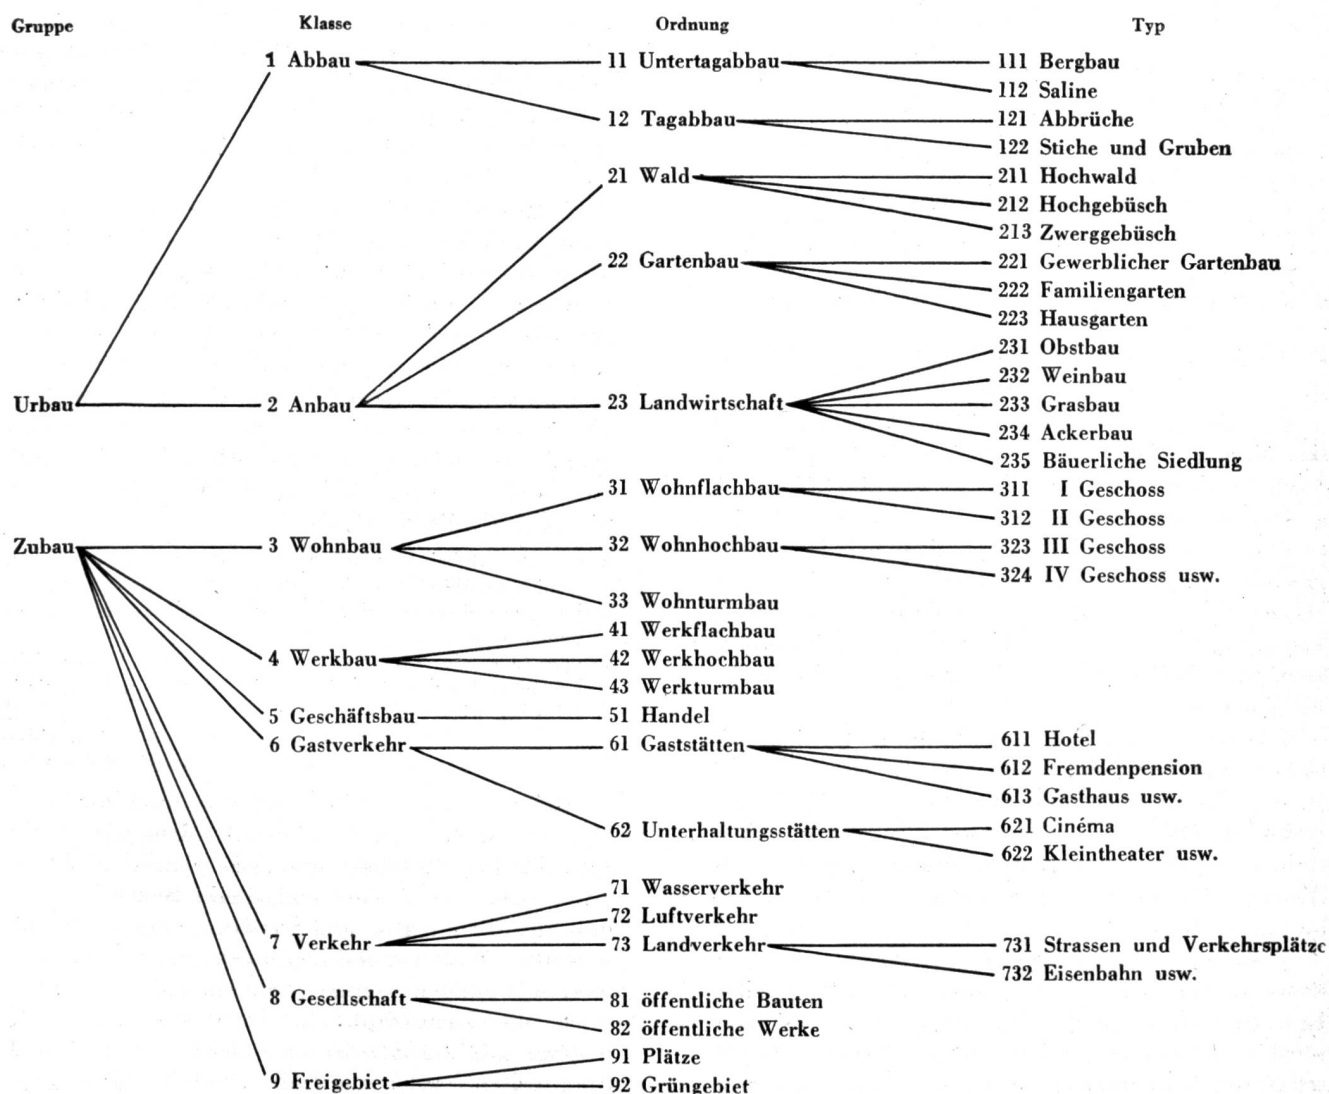 Gruppe Klasse Ordnung Typ
1 Abbau 11 Untertagabbau 111 Bergbau
112 Saline
12 Tagabbau 121 Abbrüche
122 Stiche und Gruben
21 Wald 211 Hochwald
212 Hochgebüsch
213 Zwerggebüsch
22 Gartenbau 221 Gewerblicher Gartenbau
222 Familiengarten
223 Hausgarten
231 Obstbau
232 Weinbau
Urbau 2 Anbau 23 Landwirtschaft 233 Grasbau
234 Ackerbau
235 Bäuerliche Siedlung
31 Wohnflachbau 311 I Geschoss
312 II Geschoss
Zubau 3 Wohnbau 32 Wohnhochbau 323 III Geschoss
324 IV Geschoss usw.
33 Wohnturmbau
41 Werkflachbau
4 Werkbau 42 Werkhochbau
43 Werkturmbau
5 Geschäftsbau 51 Handel
6 Gastverkehr 61 Gaststätten 611 Hotel
612 Fremdenpension
613 Gasthaus usw.
62 Unterhaltungsstätten 621 Cinéma
622 Kleintheater usw.
71 Wasserverkehr
72 Luftverkehr
7 Verkehr 73 Landverkehr 731 Strassen und Verkehrsplätze
732 Eisenbahn usw.
8 Gesellschaft 81 öffentliche Bauten
82 öffentliche Werke
91 Plätze
9 Freigebiet 92 Grüngebiet